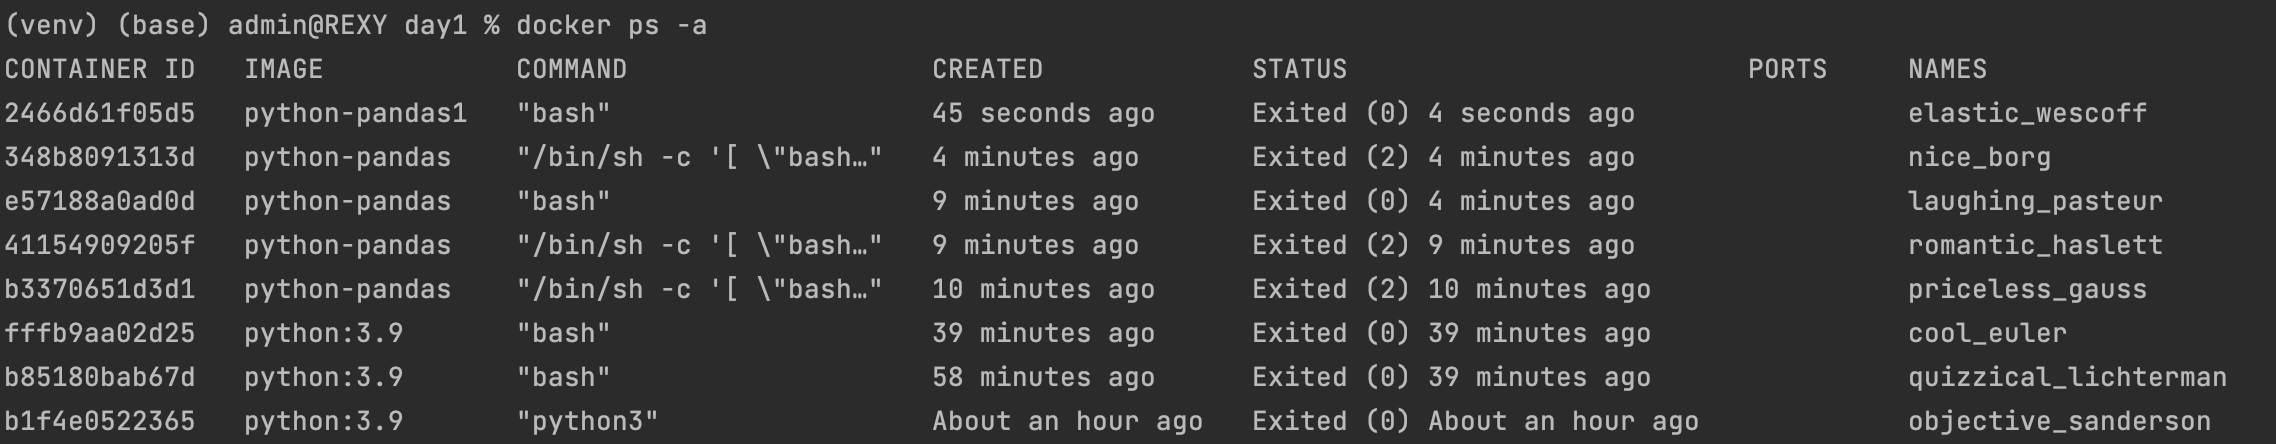 (venv) (base) admin@REXY day1 % docker ps -a
CONTAINER ID   IMAGE            COMMAND                   CREATED             STATUS                         PORTS     NAMES
2466d61f05d5   python-pandas1   "bash"                    45 seconds ago      Exited (0) 4 seconds ago                 elastic_wescoff
348b8091313d   python-pandas    "/bin/sh -c '[ \"bash…"   4 minutes ago       Exited (2) 4 minutes ago                 nice_borg
e57188a0ad0d   python-pandas    "bash"                    9 minutes ago       Exited (0) 4 minutes ago                 laughing_pasteur
41154909205f   python-pandas    "/bin/sh -c '[ \"bash…"   9 minutes ago       Exited (2) 9 minutes ago                 romantic_haslett
b3370651d3d1   python-pandas    "/bin/sh -c '[ \"bash…"   10 minutes ago      Exited (2) 10 minutes ago                priceless_gauss
fffb9aa02d25   python:3.9       "bash"                    39 minutes ago      Exited (0) 39 minutes ago                cool_euler
b85180bab67d   python:3.9       "bash"                    58 minutes ago      Exited (0) 39 minutes ago                quizzical_lichterman
b1f4e0522365   python:3.9       "python3"                 About an hour ago   Exited (0) About an hour ago             objective_sanderson